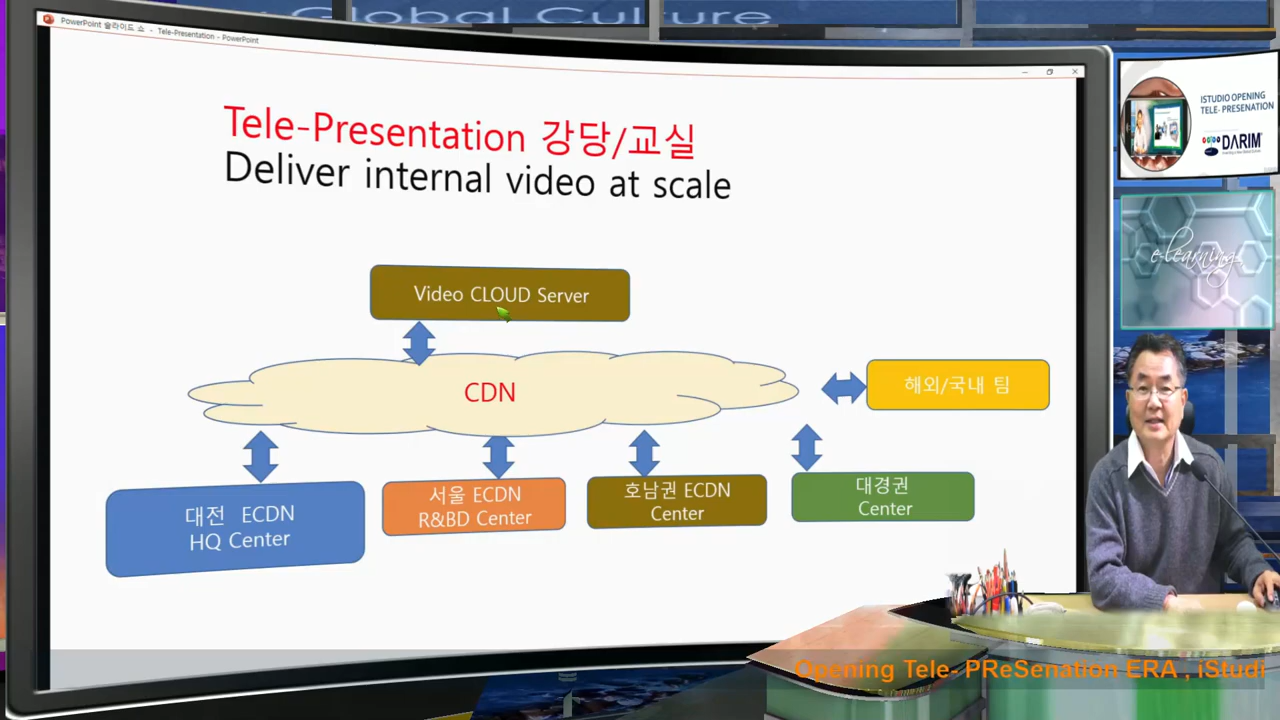 Global Culture
PowerPoint 슬라이드 쇼 - Tele-Presentation - PowerPoint
Tele-Presentation 강당/교실
Deliver internal video at scale
Video CLOUD Server
CDN
해외/국내 팀
대전 ECDN
HQ Center
서울 ECDN
R&BD Center
호남권 ECDN
Center
대경권
Center
ISTUDIO OPENING
TELE- PRESENATION
DARIM
e-learning
Opening Tele- PReSenation ERA , iStudi